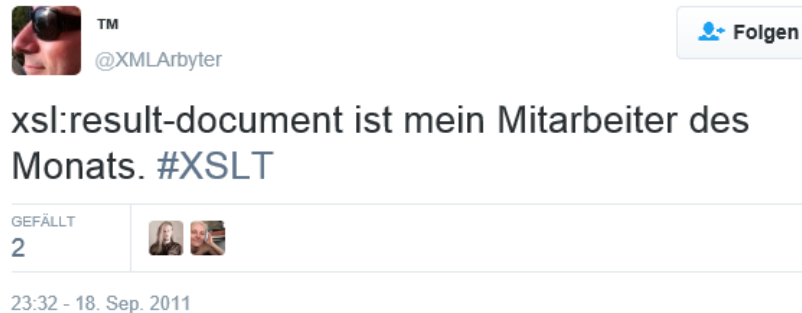 TM
@XMLArbyter
Folgen
xsl:result-document ist mein Mitarbeiter des
Monats. #XSLT
GEFÄLLT
2
23:32 - 18. Sep. 2011